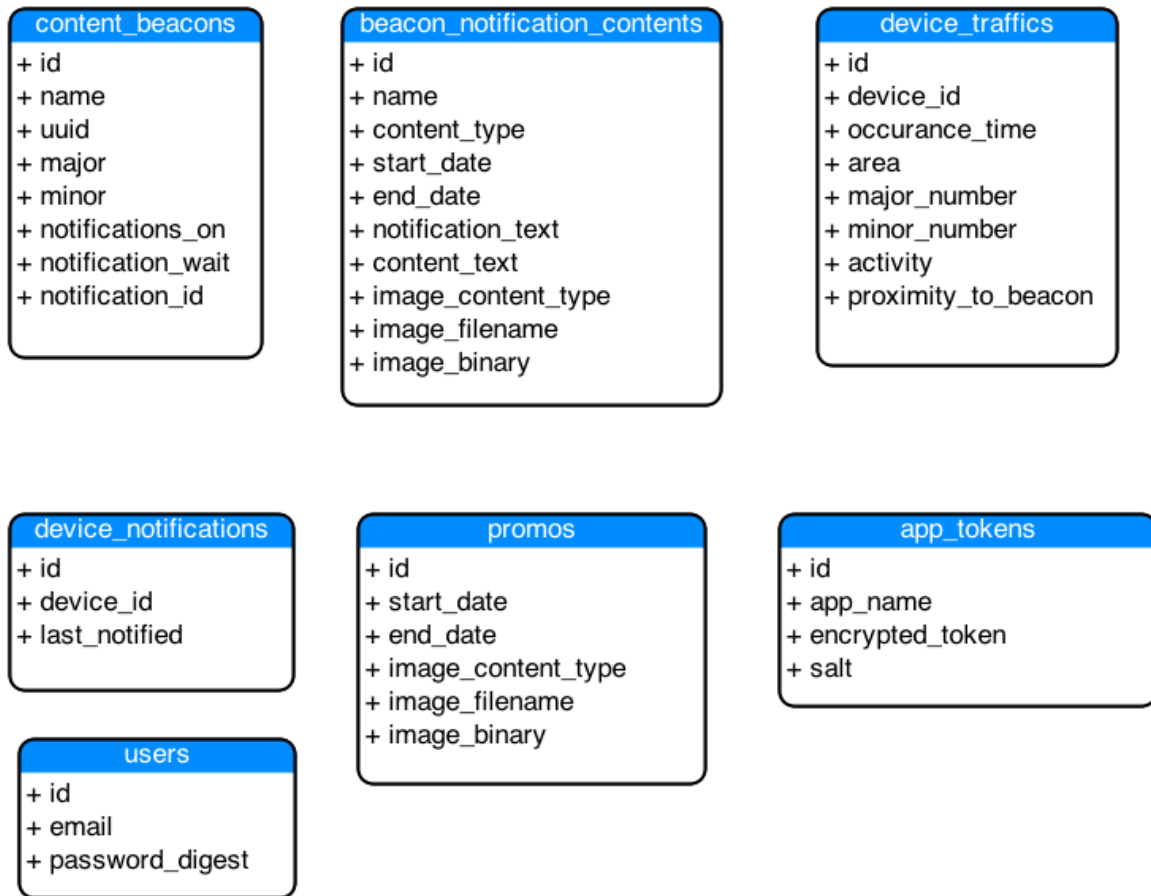 content_beacons
+ id
+ name
+ uuid
+ major
+ minor
+ notifications_on
+ notification_wait
+ notification_id
beacon_notification_contents
+ id
+ name
+ content_type
+ start_date
+ end_date
+ notification_text
+ content_text
+ image_content_type
+ image_filename
+ image_binary
device_traffics
+ id
+ device_id
+ occurance_time
+ area
+ major_number
+ minor_number
+ activity
+ proximity_to_beacon
device_notifications
+ id
+ device_id
+ last_notified
promos
+ id
+ start_date
+ end_date
+ image_content_type
+ image_filename
+ image_binary
app_tokens
+ id
+ app_name
+ encrypted_token
+ salt
users
+ id
+ email
+ password_digest